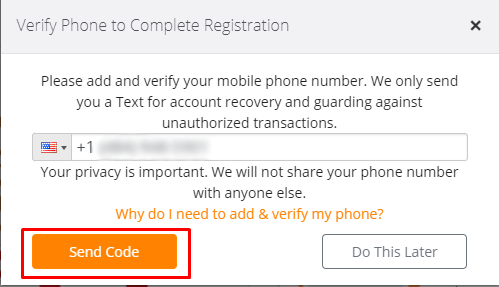 Verify Phone to Complete Registration
Please add and verify your mobile phone number. We only send
you a Text for account recovery and guarding against
unauthorized transactions.
+1
Your privacy is important. We will not share your phone number
with anyone else.
Why do I need to add & verify my phone?
Send Code
Do This Later